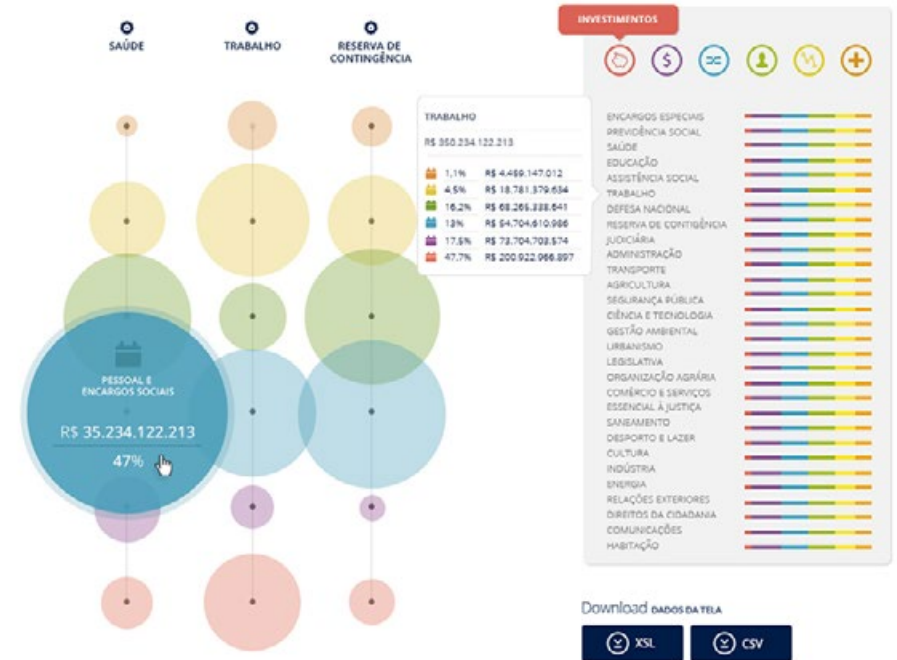 SAÚDE
TRABALHO
RESERVA DE
CONTINGÊNCIA
PESSOAL E
ENCARGOS SOCIAIS
R$ 35.234.122.213
47%
TRABALHO
R$ 350.234.122.213
1,1% R$ 4.489.147.012
4,5% R$ 18.781.379.634
16,2% R$ 68.265.338.641
13% R$ 54.704.610.986
17,5% R$ 73.704.703.574
47,7% R$ 200.922.966.897
INVESTIMENTOS
$
ENCARGOS ESPECIAIS
PREVIDÊNCIA SOCIAL
SAÚDE
EDUCAÇÃO
ASSISTÊNCIA SOCIAL
TRABALHO
DEFESA NACIONAL
RESERVA DE CONTIGÊNCIA
JUDICIÁRIA
ADMINISTRAÇÃO
TRANSPORTE
AGRICULTURA
SEGURANÇA PÚBLICA
CIÊNCIA E TECNOLOGIA
GESTÃO AMBIENTAL
URBANISMO
LEGISLATIVA
ORGANIZAÇÃO AGRÁRIA
COMÉRCIO E SERVIÇOS
ESSENCIAL À JUSTIÇA
SANEAMENTO
DESPORTO E LAZER
CULTURA
INDÚSTRIA
ENERGIA
RELAÇÕES EXTERIORES
DIREITOS DA CIDADANIA
COMUNICAÇÕES
HABITAÇÃO
Download DADOS DA TELA
XSL
CSV